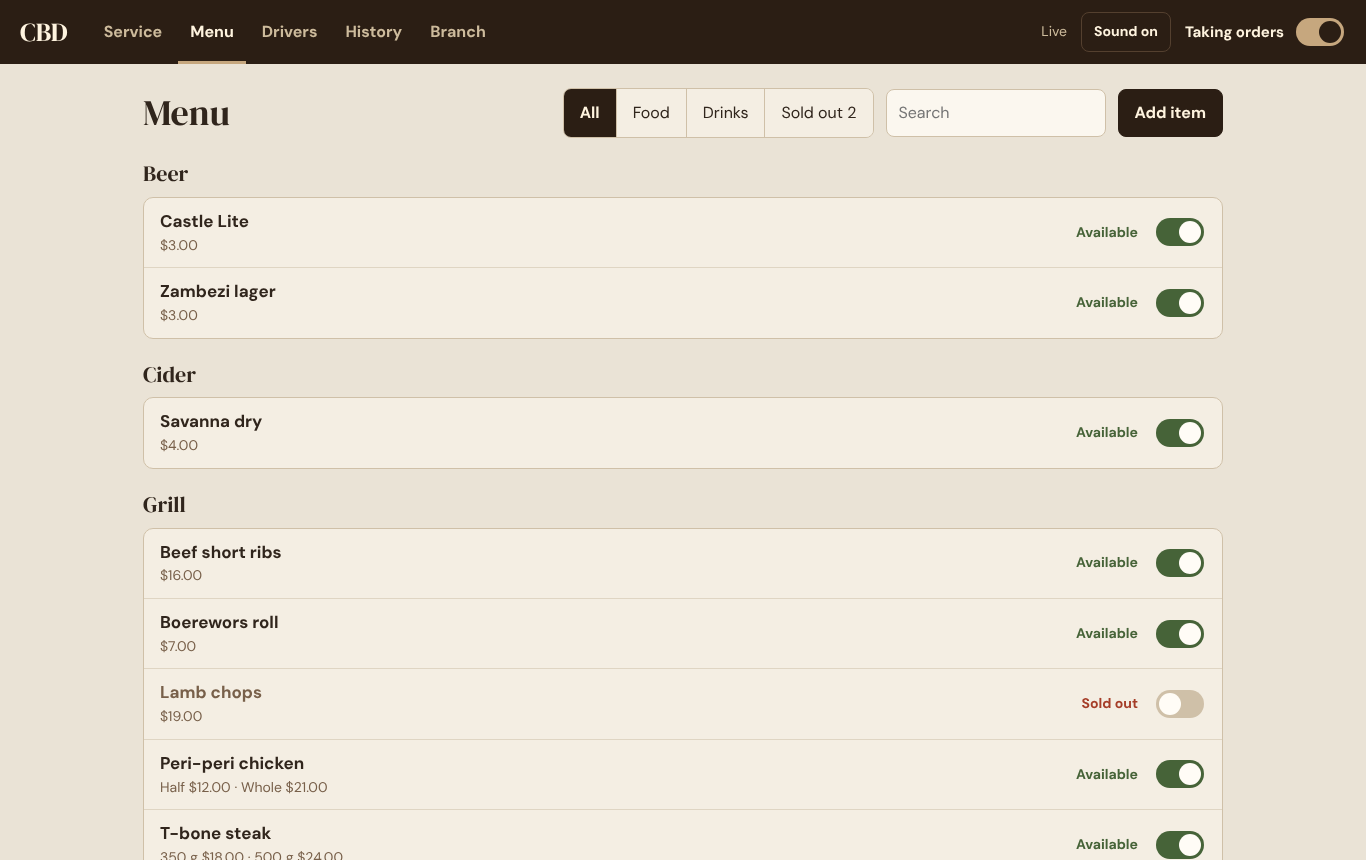 CBD Service Menu Drivers History Branch Live Sound on Taking orders
Menu All Food Drinks Sold out 2 Search Add item
Beer
Castle Lite
$3.00
Available
Zambezi lager
$3.00
Available
Cider
Savanna dry
$4.00
Available
Grill
Beef short ribs
$16.00
Available
Boerewors roll
$7.00
Available
Lamb chops
$19.00
Sold out
Peri-peri chicken
Half $12.00 · Whole $21.00
Available
T-bone steak
350 g $18.00 · 500 g $24.00
Available